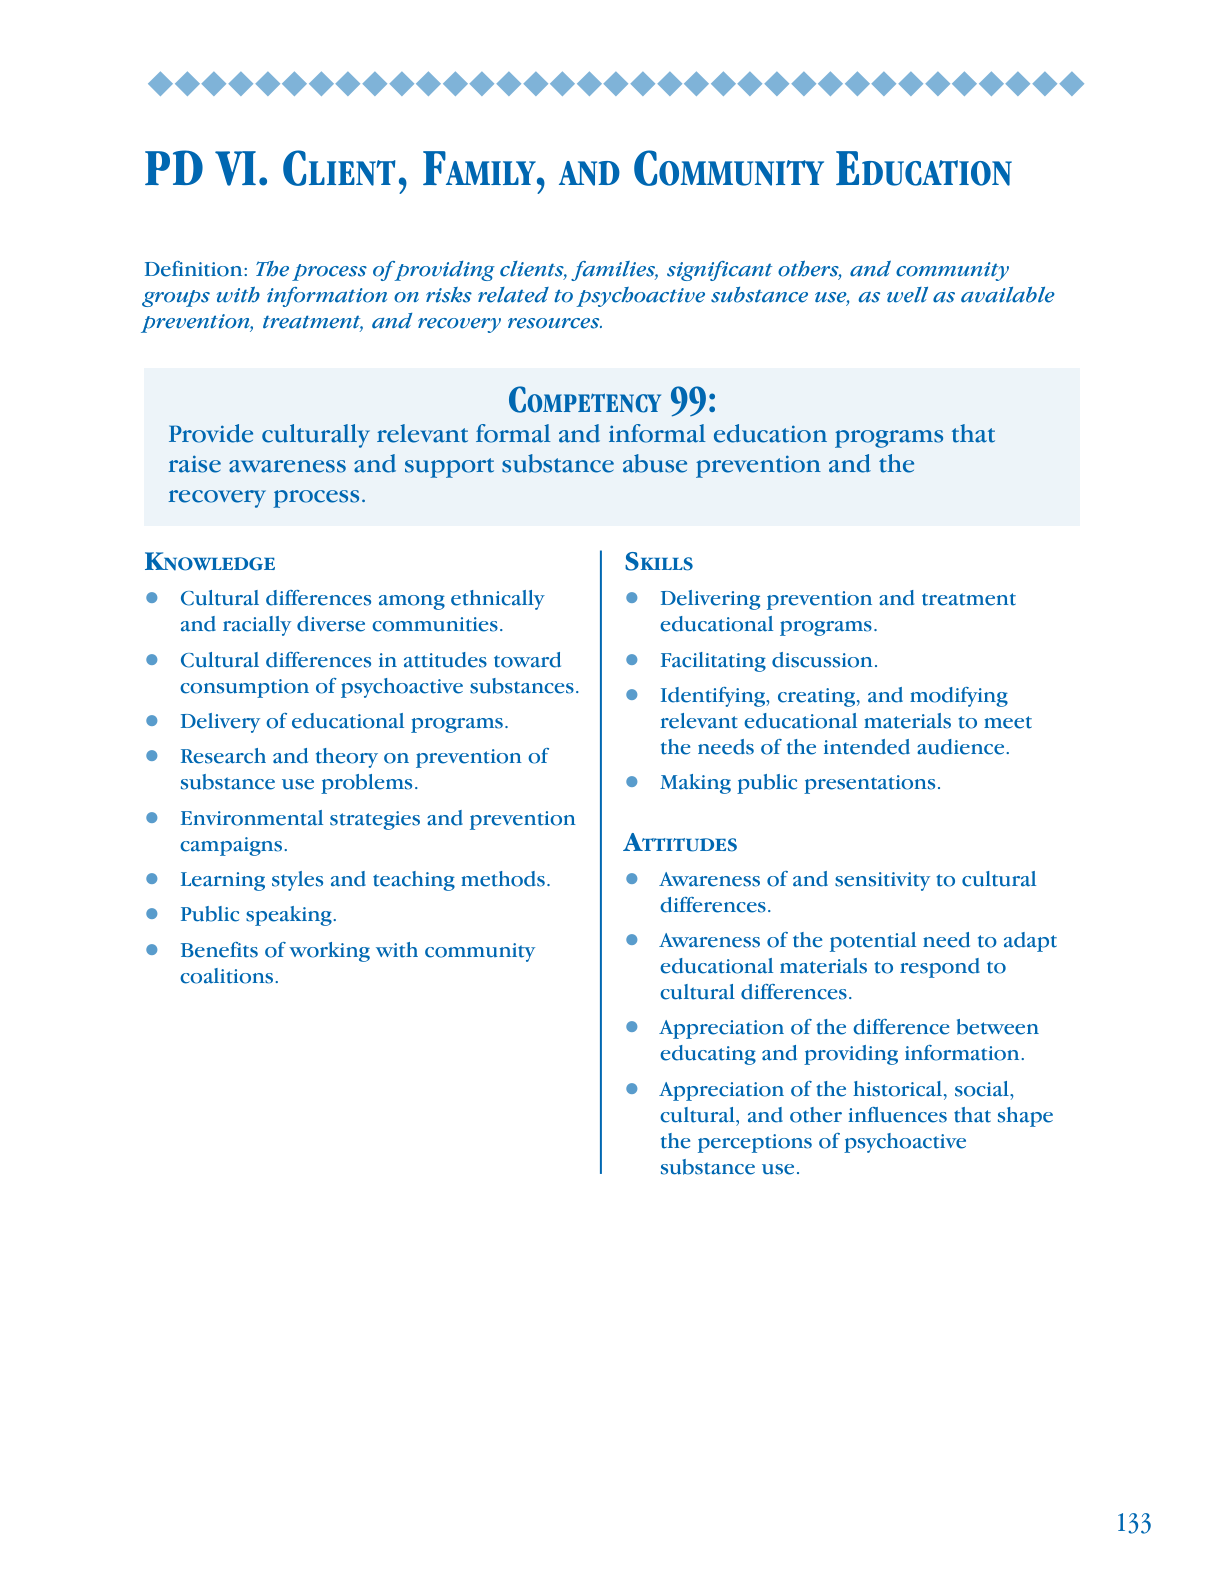 PD VI. Client, Family, and Community Education
Definition: The process of providing clients, families, significant others, and community
groups with information on risks related to psychoactive substance use, as well as available
prevention, treatment, and recovery resources.
Competency 99:
Provide culturally relevant formal and informal education programs that
raise awareness and support substance abuse prevention and the
recovery process.
Knowledge
● Cultural differences among ethnically
and racially diverse communities.
● Cultural differences in attitudes toward
consumption of psychoactive substances.
● Delivery of educational programs.
● Research and theory on prevention of
substance use problems.
● Environmental strategies and prevention
campaigns.
● Learning styles and teaching methods.
● Public speaking.
● Benefits of working with community
coalitions.
Skills
● Delivering prevention and treatment
educational programs.
● Facilitating discussion.
● Identifying, creating, and modifying
relevant educational materials to meet
the needs of the intended audience.
● Making public presentations.
Attitudes
● Awareness of and sensitivity to cultural
differences.
● Awareness of the potential need to adapt
educational materials to respond to
cultural differences.
● Appreciation of the difference between
educating and providing information.
● Appreciation of the historical, social,
cultural, and other influences that shape
the perceptions of psychoactive
substance use.
133